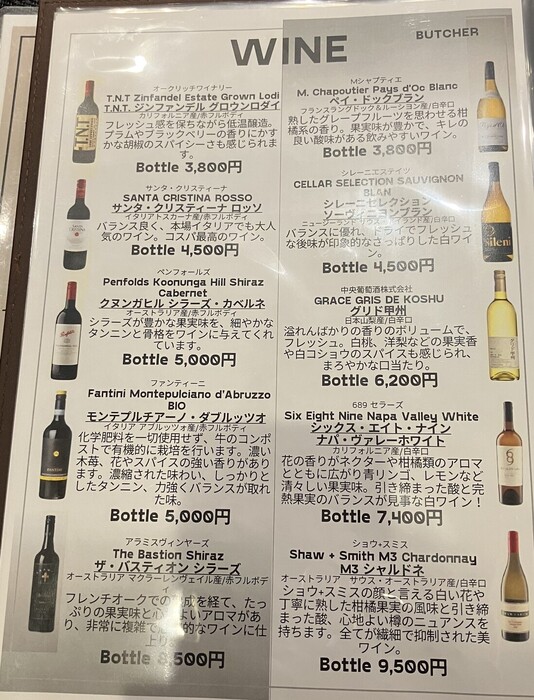 WINE
BUTCHER
オークリッチワイナリー
T.N.T Zinfandel Estate Grown Lodi
T.N.T. ジンファンデル グロウンロダイ
カリフォルニア産/赤フルボディ
フレッシュ感を保ちながら低温醸造。
プラムやブラックベリーの香りにかす
かな胡椒のスパイシーさも感じられま
す。
Bottle 3,800円
サンタ・クリスティーナ
SANTA CRISTINA ROSSO
サンタ・クリスティーナ ロッソ
イタリアトスカーナ産/赤フルボディ
バランス良く、本場イタリアでも大人
気のワイン。コスパ最高のワイン。
Bottle 4,500円
ペンフォールズ
Penfolds Koonunga Hill Shiraz
Cabernet
クヌンガヒル シラーズ・カベルネ
オーストラリア産/赤フルボディ
シラーズが豊かな果実味を、細やかな
タンニンと骨格をワインに与えてくれ
ています。
Bottle 5,000円
ファンティーニ
Fantini Montepulciano d'Abruzzo
BIO
モンテプルチアーノ・ダブルッツオ
イタリア アブルッツォ産/赤フルボディ
化学肥料を一切使用せず、牛のコンポ
ストで有機的に栽培を行います。濃い
木苺、花やスパイスの強い香りがあり
ます。濃縮された味わい、しっかりと
したタンニン、力強くバランスが取れ
た味。
Bottle 5,000円
アラミスヴィンヤーズ
The Bastion Shiraz
ザ・バスティオン シラーズ
オーストラリア マクラーレンヴェイル産/赤フルボデ
ィ
フレンチオークでの 成を経て、たっ
ぷりの果実味と心 よいアロマがあ
り、非常に複雑で 的なワインに仕
上
Bottle ,500円
Mシャプティエ
M. Chapoutier Pays d'Oc Blanc
ペイ・ドックブラン
フランスラングドック&ルーション産/白辛口
熟したグレープフルーツを思わせる柑
橘系の香り。果実味が豊かで、キレの
良い酸味がある飲みやすいワイン。
Bottle 3,800円
シレーニエステイツ
CELLAR SELECTION SAUVIGNON
BLAN
シレーニセレクション
ソーヴィニヨンブラン
バランスに優れ、ドライでフレッシュ
な後味が印象的なさっぱりした白ワイ
ン。
Bottle 4,500円
中央葡萄酒株式会社
GRACE GRIS DE KOSHU
グリド甲州
日本山梨産/白辛口
溢れんばかりの香りのボリュームで、
フレッシュ。白桃、洋梨などの果実香
や白コショウのスパイスも感じられ、
まろやかな口当たり。
Bottle 6,200円
689 セラーズ
Six Eight Nine Napa Valley White
シックス・エイト・ナイン
ナパ・ヴァレーホワイト
カリフォルニア産/白辛口
花の香りがネクターや柑橘類のアロマ
とともに広がり青リンゴ、レモンなど
清々しい果実味。引き締まった酸と完
熟果実のバランスが見事な白ワイン!
Bottle 7,400円
ショウ・スミス
Shaw + Smith M3 Chardonnay
M3 シャルドネ
オーストラリア サウス・オーストラリア産/白辛口
ショウ+スミスの顔と言える白い花や
丁寧に熟した柑橘果実の風味と引き締
まった酸、心地よい樽のニュアンスを
持ちます。全てが繊細で抑制された美
ワイン。
Bottle 9,500円